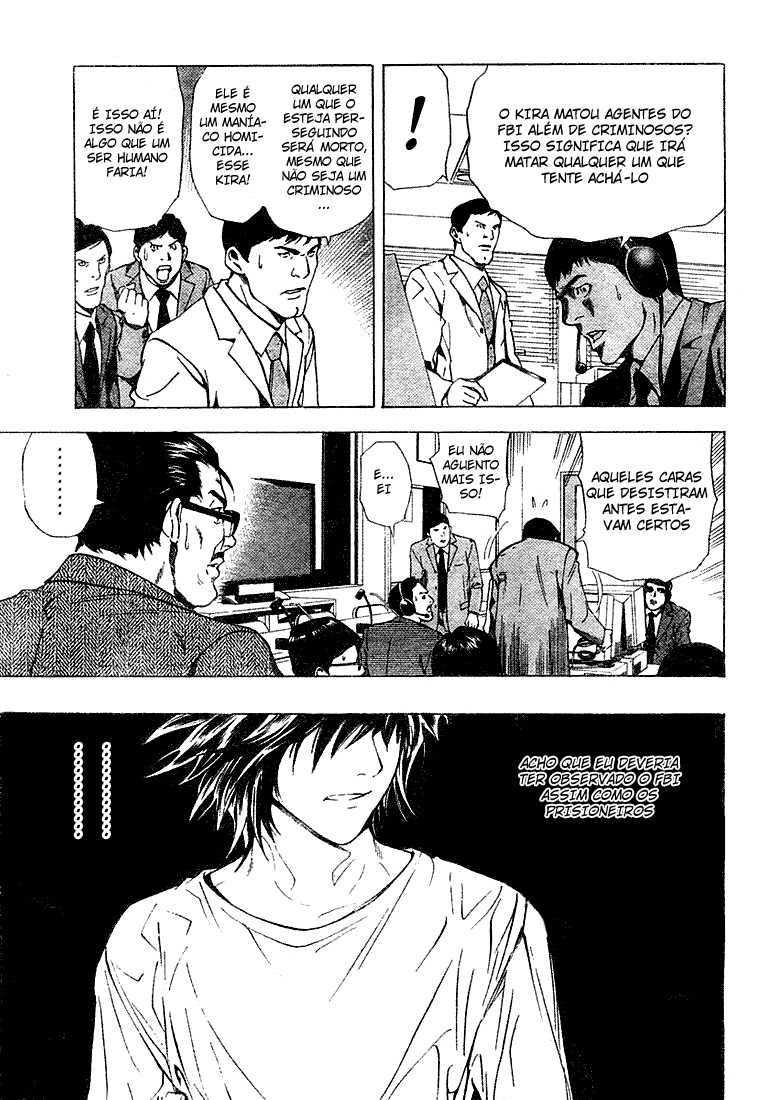 O KIRA MATOU AGENTES DO
FBI ALÉM DE CRIMINOSOS?
ISSO SIGNIFICA QUE IRÁ
MATAR QUALQUER UM QUE
TENTE ACHÁ-LO
!
QUALQUER
UM QUE O
ESTEJA PER-
SEGUINDO
SERÁ MORTO,
MESMO QUE
NÃO SEJA UM
CRIMINOSO
...
ELE É
MESMO
UM MANÍA-
CO HOMI-
CIDA...
ESSE
KIRA!
É ISSO AÍ!
ISSO NÃO É
ALGO QUE UM
SER HUMANO
FARIA!
AQUELES CARAS
QUE DESISTIRAM
ANTES ESTA-
VAM CERTOS
EU NÃO
AGUENTO
MAIS IS-
SO!
E...
EI
......
ACHO QUE EU DEVERIA
TER OBSERVADO O FBI
ASSIM COMO OS
PRISIONEIROS